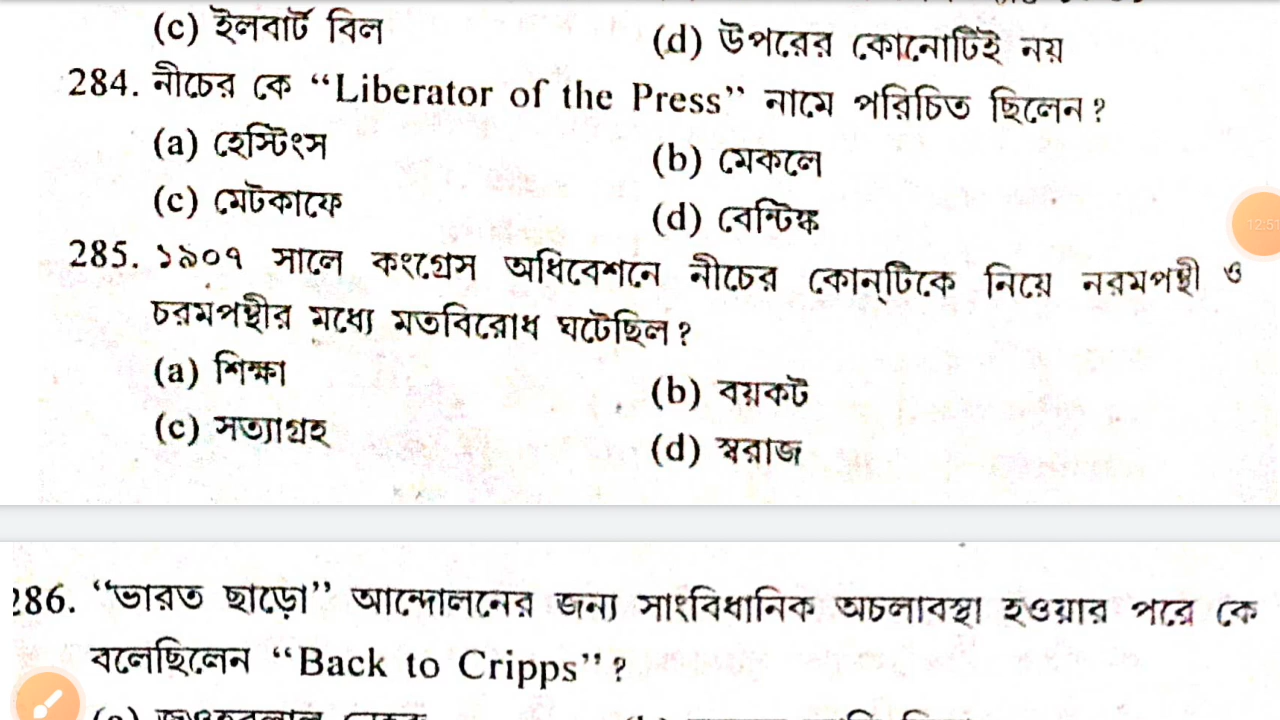 (c) ইলবার্ট বিল (d) উপরের কোনোটিই নয়
284. নীচের কে “Liberator of the Press” নামে পরিচিত ছিলেন?
(a) হেস্টিংস (b) মেকলে
(c) মেটকাফে (d) বেন্টিঙ্ক
285. ১৯০৭ সালে কংগ্রেস অধিবেশনে নীচের কোন্‌টিকে নিয়ে নরমপন্থী ও
চরমপন্থীর মধ্যে মতবিরোধ ঘটেছিল?
(a) শিক্ষা (b) বয়কট
(c) সত্যাগ্রহ (d) স্বরাজ
12:51
286. “ভারত ছাড়ো” আন্দোলনের জন্য সাংবিধানিক অচলাবস্থা হওয়ার পরে কে
বলেছিলেন “Back to Cripps”?